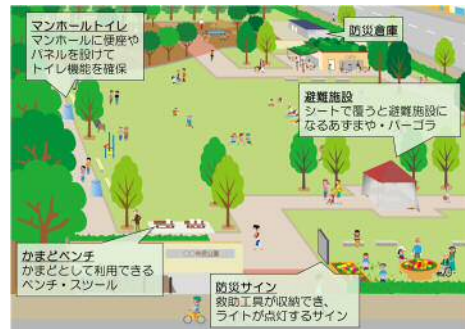 マンホールトイレ
マンホールに便座や
パネルを設けて
トイレ機能を確保
防災倉庫
避難施設
シートで覆うと避難施設に
なるあずまや・パーゴラ
かまどベンチ
かまどとして利用できる
ベンチ・スツール
防災サイン
救助工具が収納でき、
ライトが点灯するサイン